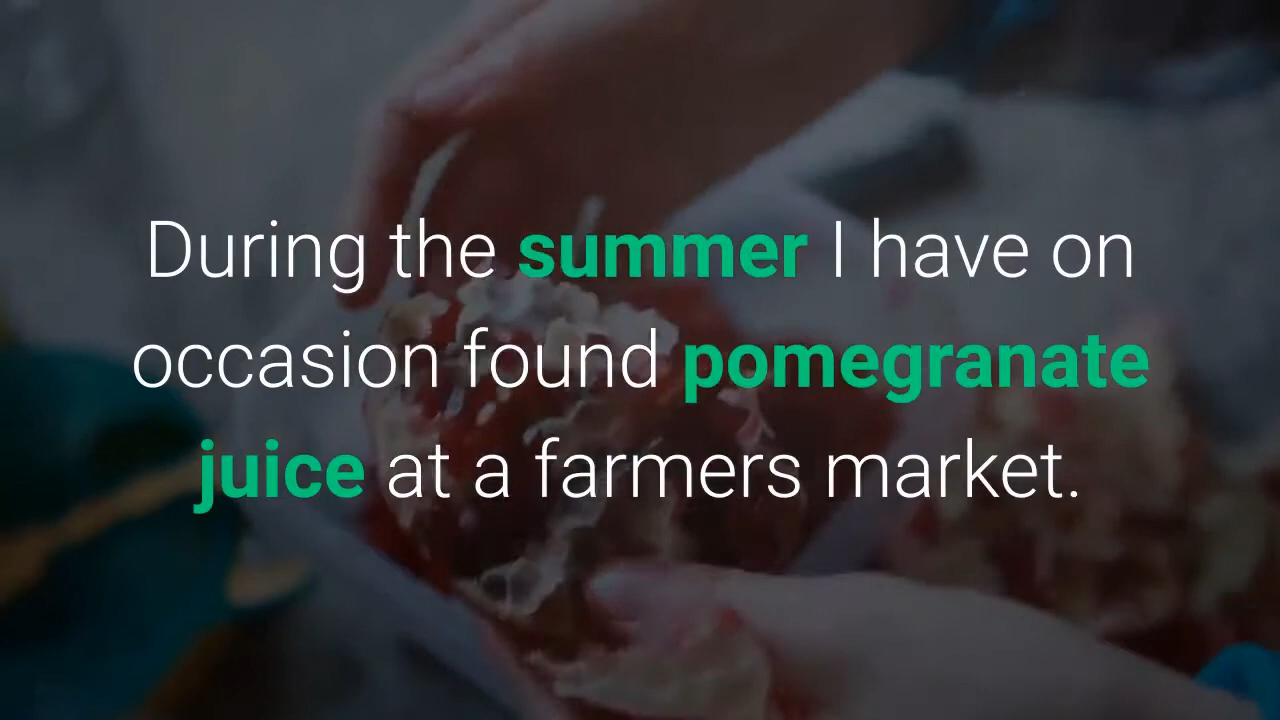 During the summer I have on
occasion found pomegranate
juice at a farmers market.